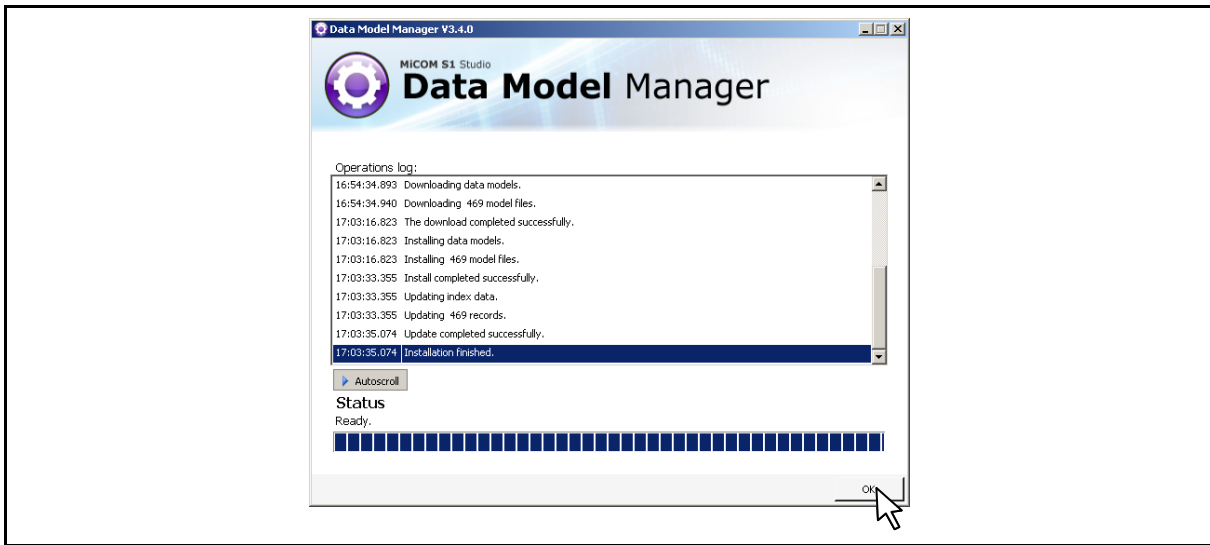 Data Model Manager V3.4.0
MiCOM S1 Studio
Data Model Manager
Operations log:
16:54:34.893 Downloading data models.
16:54:34.940 Downloading 469 model files.
17:03:16.823 The download completed successfully.
17:03:16.823 Installing data models.
17:03:16.823 Installing 469 model files.
17:03:33.355 Install completed successfully.
17:03:33.355 Updating index data.
17:03:33.355 Updating 469 records.
17:03:35.074 Update completed successfully.
17:03:35.074 Installation finished.
Autoscroll
Status
Ready.
OK